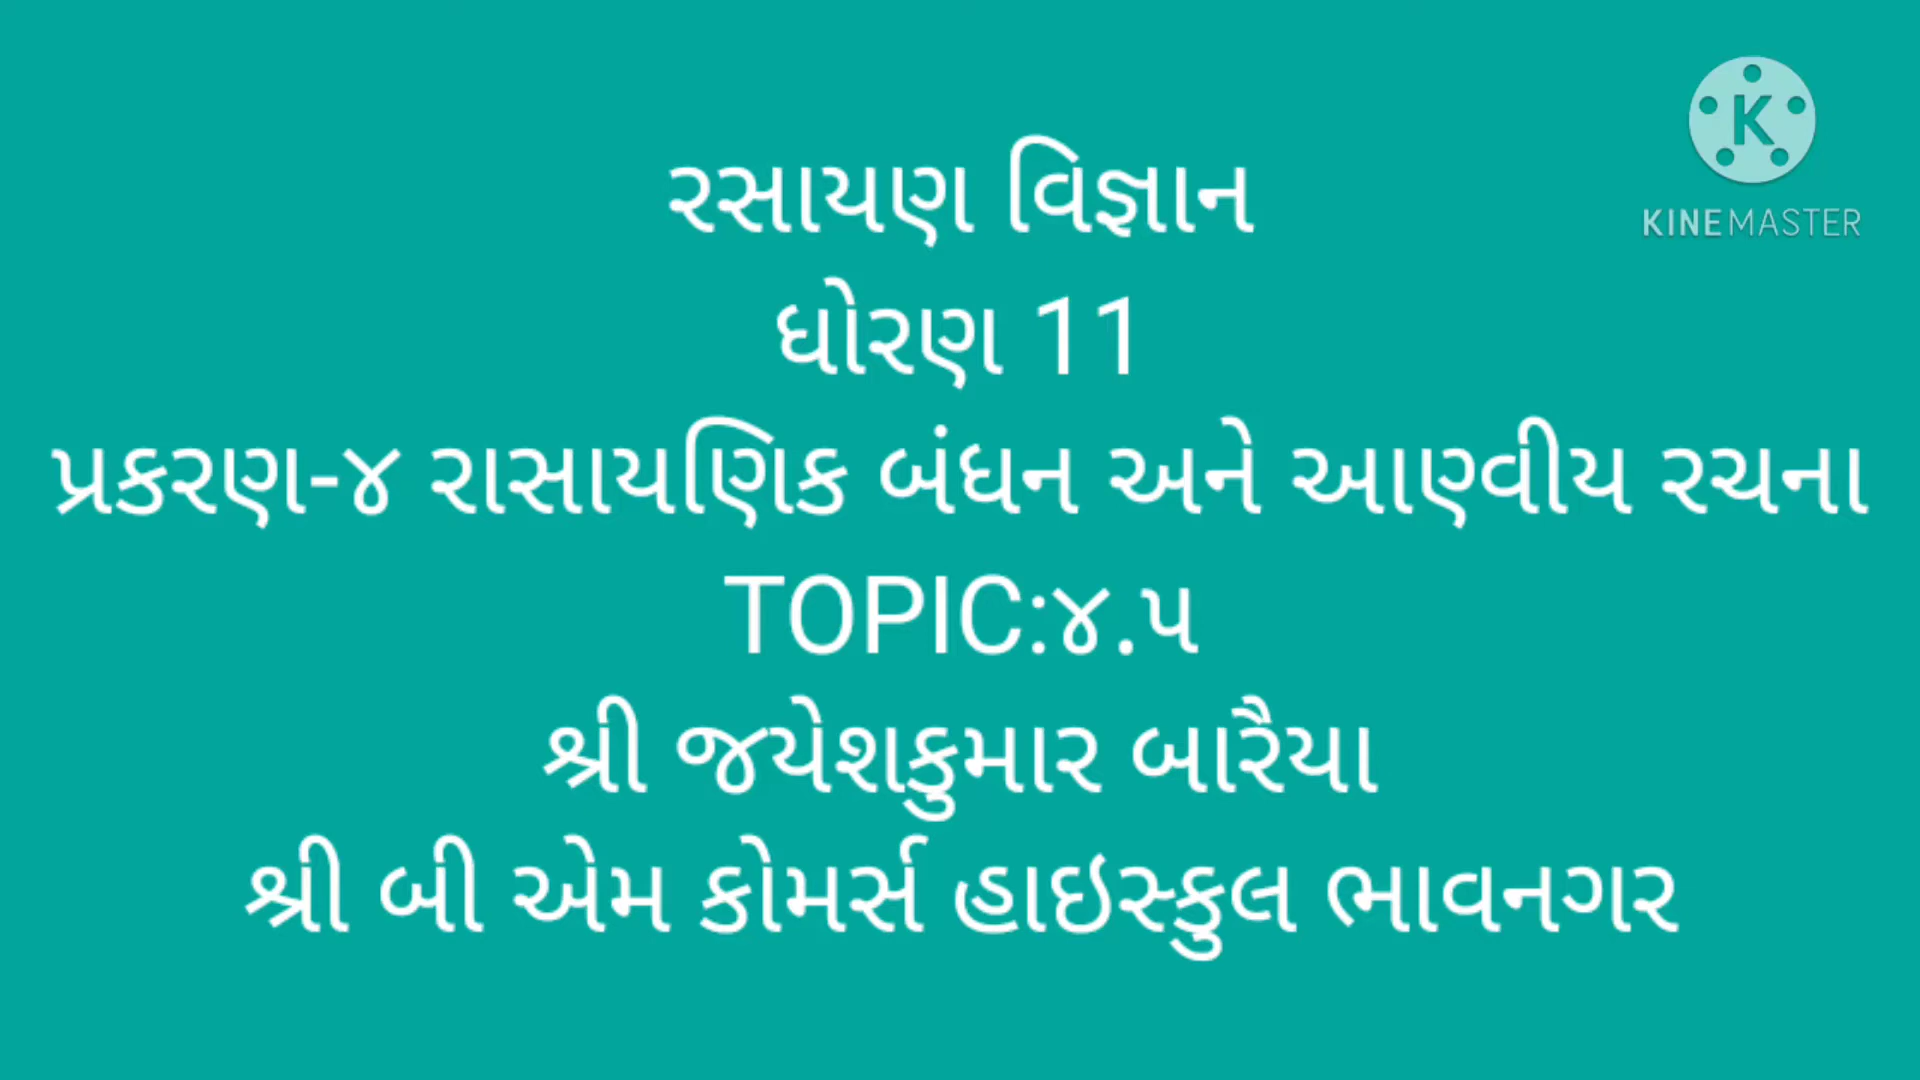 રસાયણ વિજ્ઞાન
K
KINEMASTER
ધોરણ 11
પ્રકરણ-૪ રાસાયણિક બંધન અને આણ્વીય રચના
TOPIC:૪.૫
શ્રી જયેશકુમાર બારૈયા
શ્રી બી એમ કોમર્સ હાઇસ્કુલ ભાવનગર